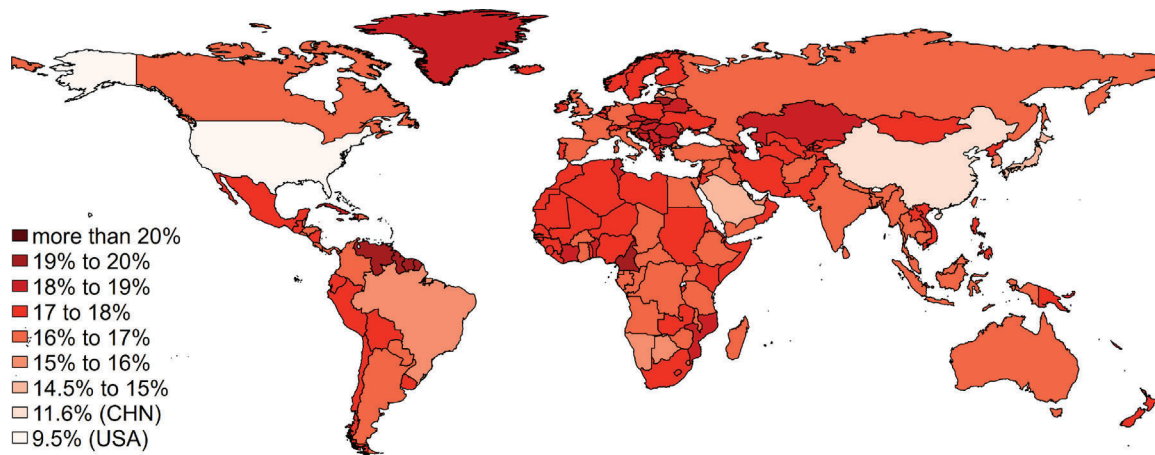 more than 20%
19% to 20%
18% to 19%
17 to 18%
16% to 17%
15% to 16%
14.5% to 15%
11.6% (CHN)
9.5% (USA)